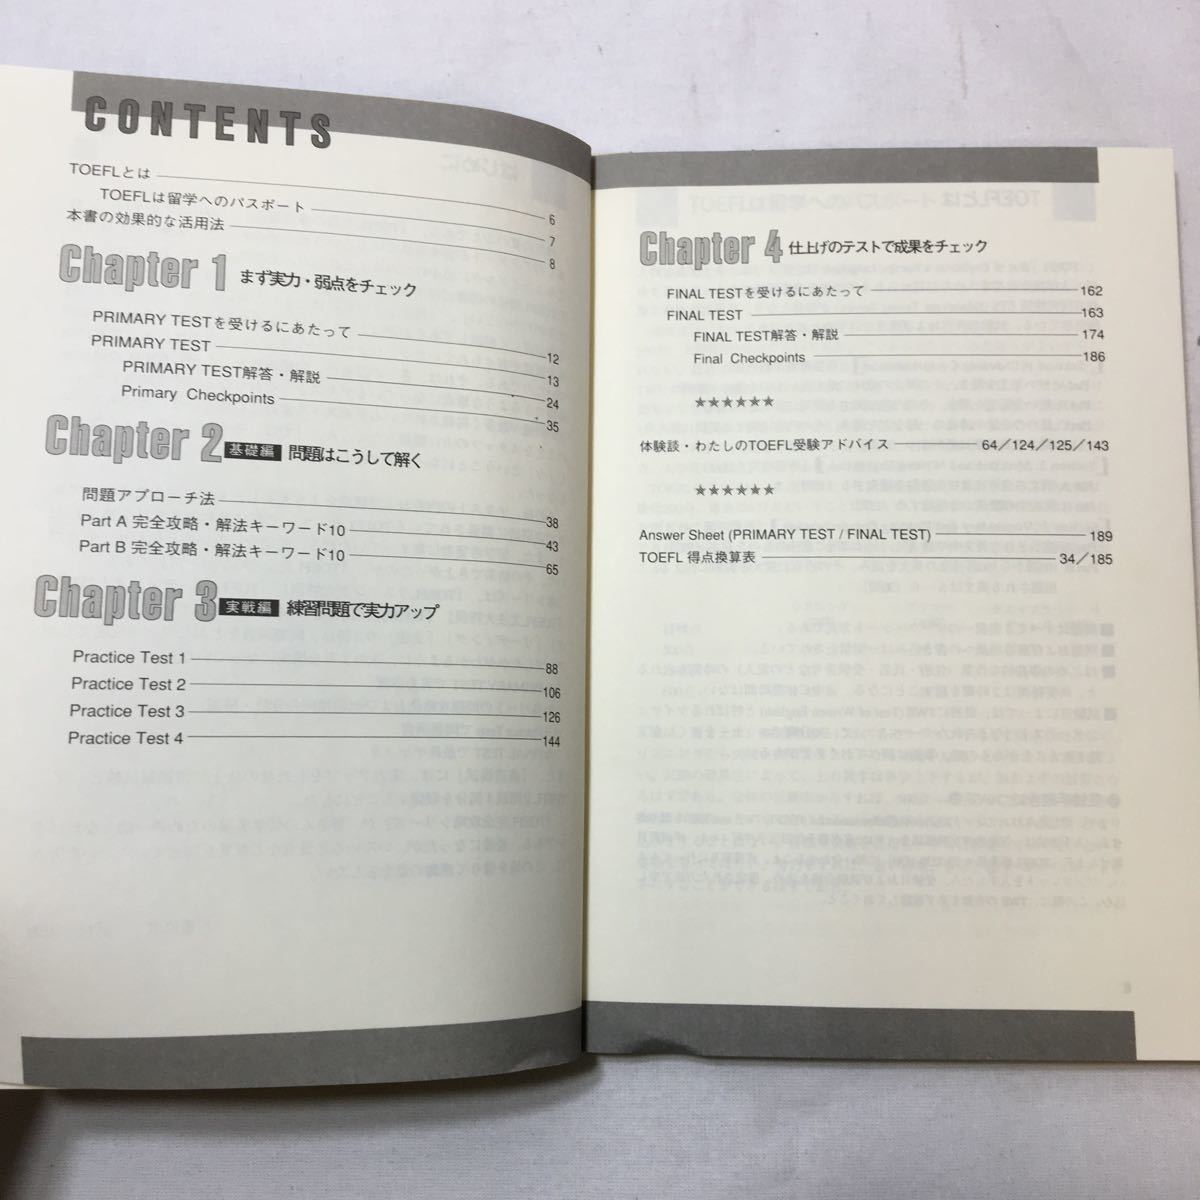 CONTENTS
TOEFLとは 6
TOEFLは留学へのパスポート 7
本書の効果的な活用法 8
Chapter 1 まず実力・弱点をチェック
PRIMARY TESTを受けるにあたって 12
PRIMARY TEST 13
PRIMARY TEST解答・解説 24
Primary Checkpoints 35
Chapter 2 基礎編 問題はこうして解く
問題アプローチ法 38
Part A 完全攻略・解法キーワード10 43
Part B 完全攻略・解法キーワード10 65
Chapter 3 実戦編 練習問題で実力アップ
Practice Test 1 88
Practice Test 2 106
Practice Test 3 126
Practice Test 4 144
Chapter 4 仕上げのテストで成果をチェック
FINAL TESTを受けるにあたって 162
FINAL TEST 163
FINAL TEST解答・解説 174
Final Checkpoints 186
★★★★★★
体験談・わたしのTOEFL受験アドバイス 64／124／125／143
★★★★★★
Answer Sheet (PRIMARY TEST / FINAL TEST) 189
TOEFL 得点換算表 34／185